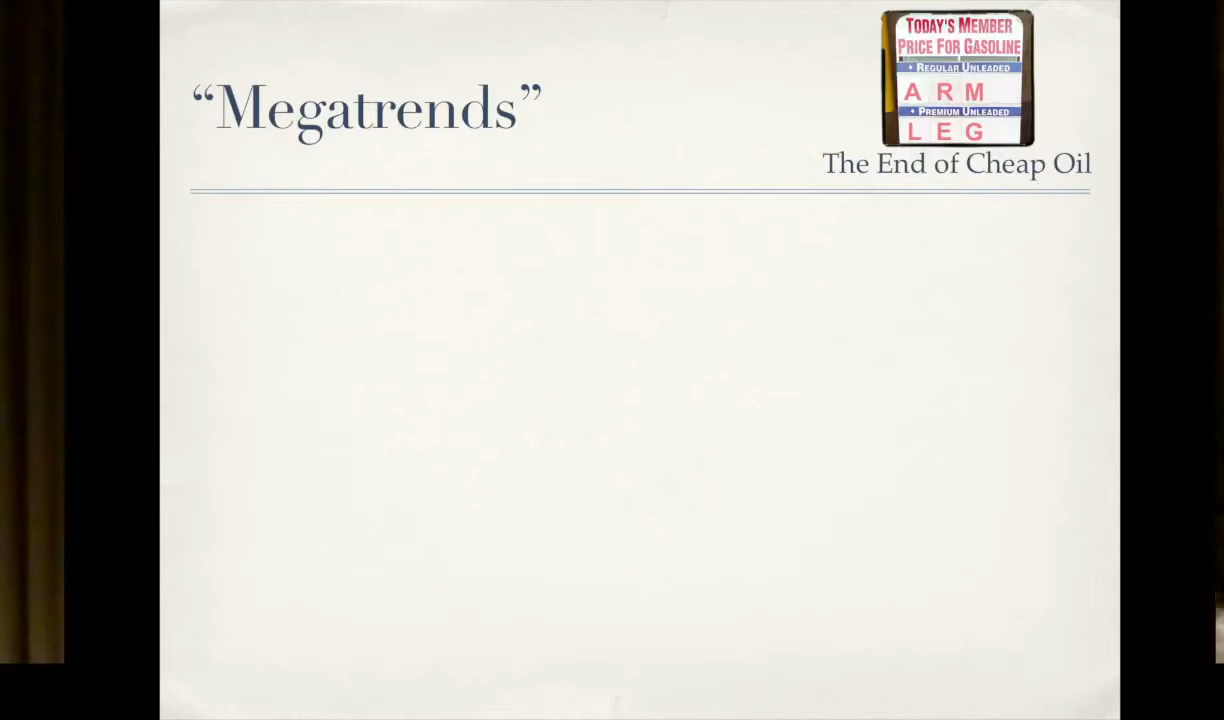 “Megatrends”
TODAY'S MEMBER
PRICE FOR GASOLINE
• REGULAR UNLEADED
A R M
• PREMIUM UNLEADED
L E G
The End of Cheap Oil